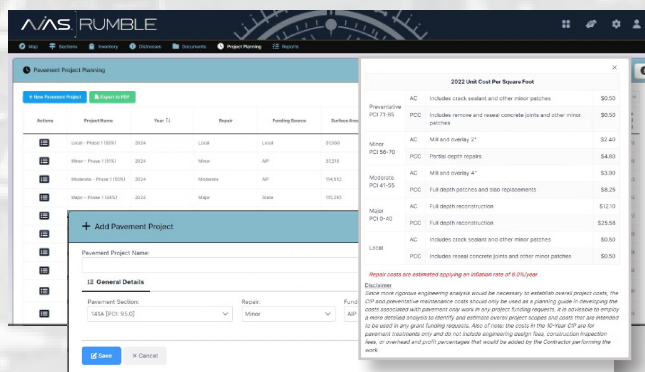 NAS. RUMBLE
Map Sections Inventory Distresses Documents Project Planning Reports
Pavement Project Planning
+ New Pavement Project Export to PDF
Actions Project Name Year Repair Funding Source Surface Area
Local - Phase 1 (85%) 2024 Local Local
Minor - Phase 1 (85%) 2024 Minor AIP
Moderate - Phase 1 (85%) 2024 Moderate AIP
Major - Phase 1 (85%) 2024 Major State
+ Add Pavement Project
Pavement Project Name:
General Details
Pavement Section: Repair:
141A [PCI: 95.0] Minor AIP
Save × Cancel
×
2022 Unit Cost Per Square Foot
Preventative PCI 71-85
AC Includes crack sealant and other minor patches $0.50
PCC Includes remove and reseal concrete joints and other minor patches $0.50
Minor PCI 56-70
AC Mill and overlay 2" $2.40
PCC Partial depth repairs $4.80
Moderate PCI 41-55
AC Mill and overlay 4" $3.90
PCC Full depth patches and slab replacements $8.25
Major PCI 0-40
AC Full depth reconstruction $12.10
PCC Full depth reconstruction $25.58
Local
AC Includes crack sealant and other minor patches $0.50
PCC Includes reseal concrete joints and other minor patches $0.50
Repair costs are estimated applying an inflation rate of 6.0%/year
Disclaimer
Since more rigorous engineering analysis would be necessary to establish overall project costs, the
CIP and preventative maintenance costs should only be used as a planning guide in developing the
costs associated with pavement only work in any project funding requests. It is advisable to employ
a more detailed analysis to identify and estimate overall project scopes and costs that are intended
to be used in any grant funding requests. Also of note: the costs in the 10-Year CIP are for
pavement treatments only and do not include engineering design fees, construction inspection
fees, or overhead and profit percentages that would be added by the Contractor performing the
work.